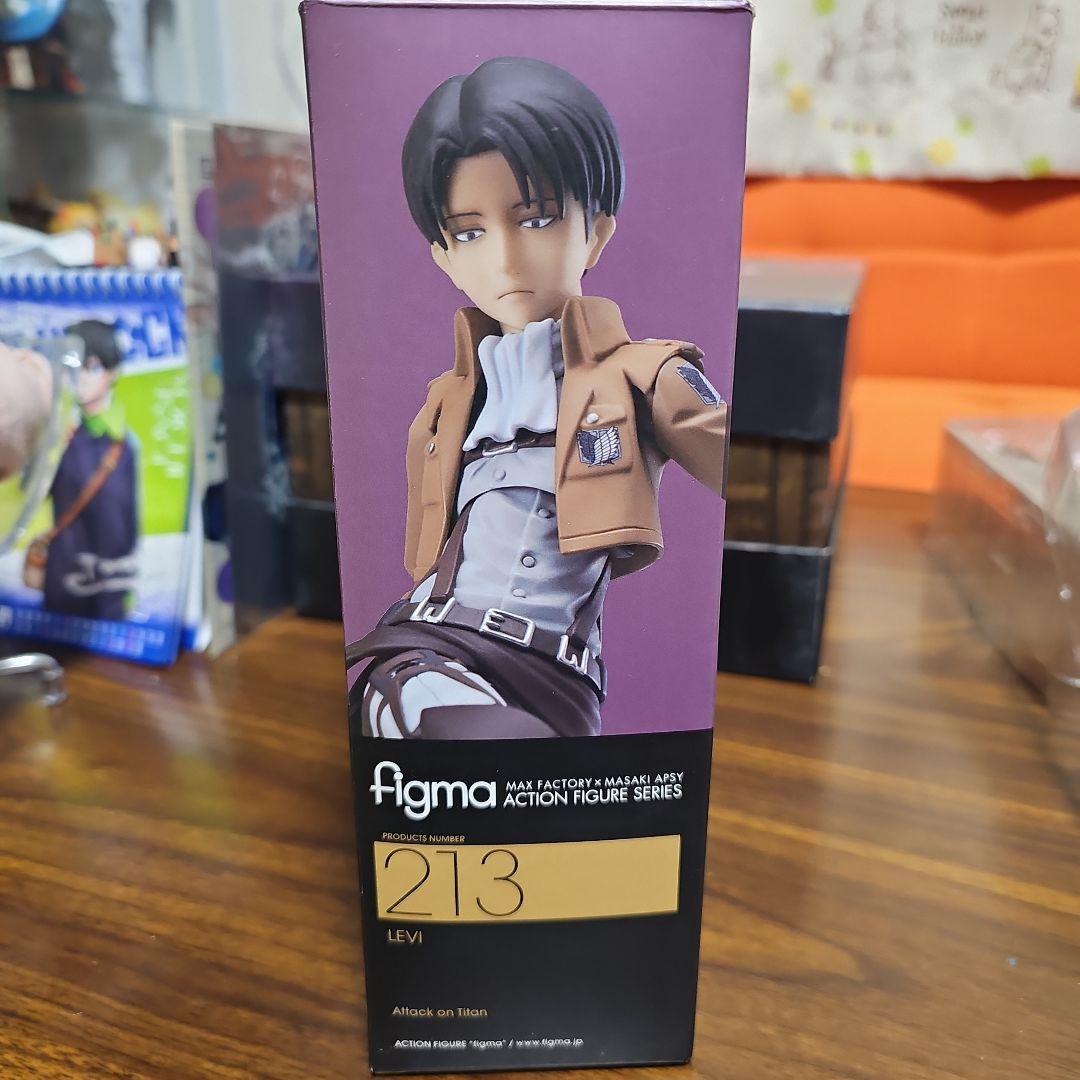 figma
MAX FACTORY × MASAKI APSY
ACTION FIGURE SERIES
PRODUCTS NUMBER
213
LEVI
Attack on Titan
ACTION FIGURE "figma" / www.figma.jp